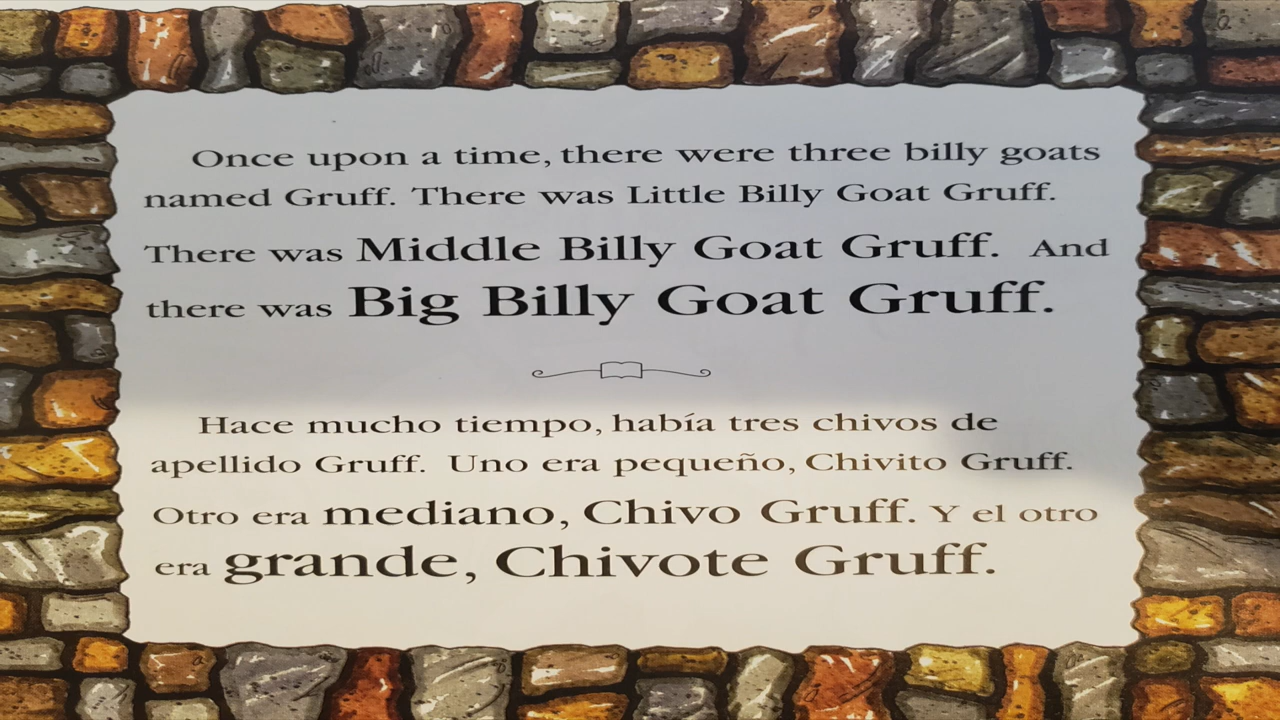 Once upon a time, there were three billy goats
named Gruff. There was Little Billy Goat Gruff.
There was Middle Billy Goat Gruff. And
there was Big Billy Goat Gruff.
Hace mucho tiempo, había tres chivos de
apellido Gruff. Uno era pequeño, Chivito Gruff.
Otro era mediano, Chivo Gruff. Y el otro
era grande, Chivote Gruff.